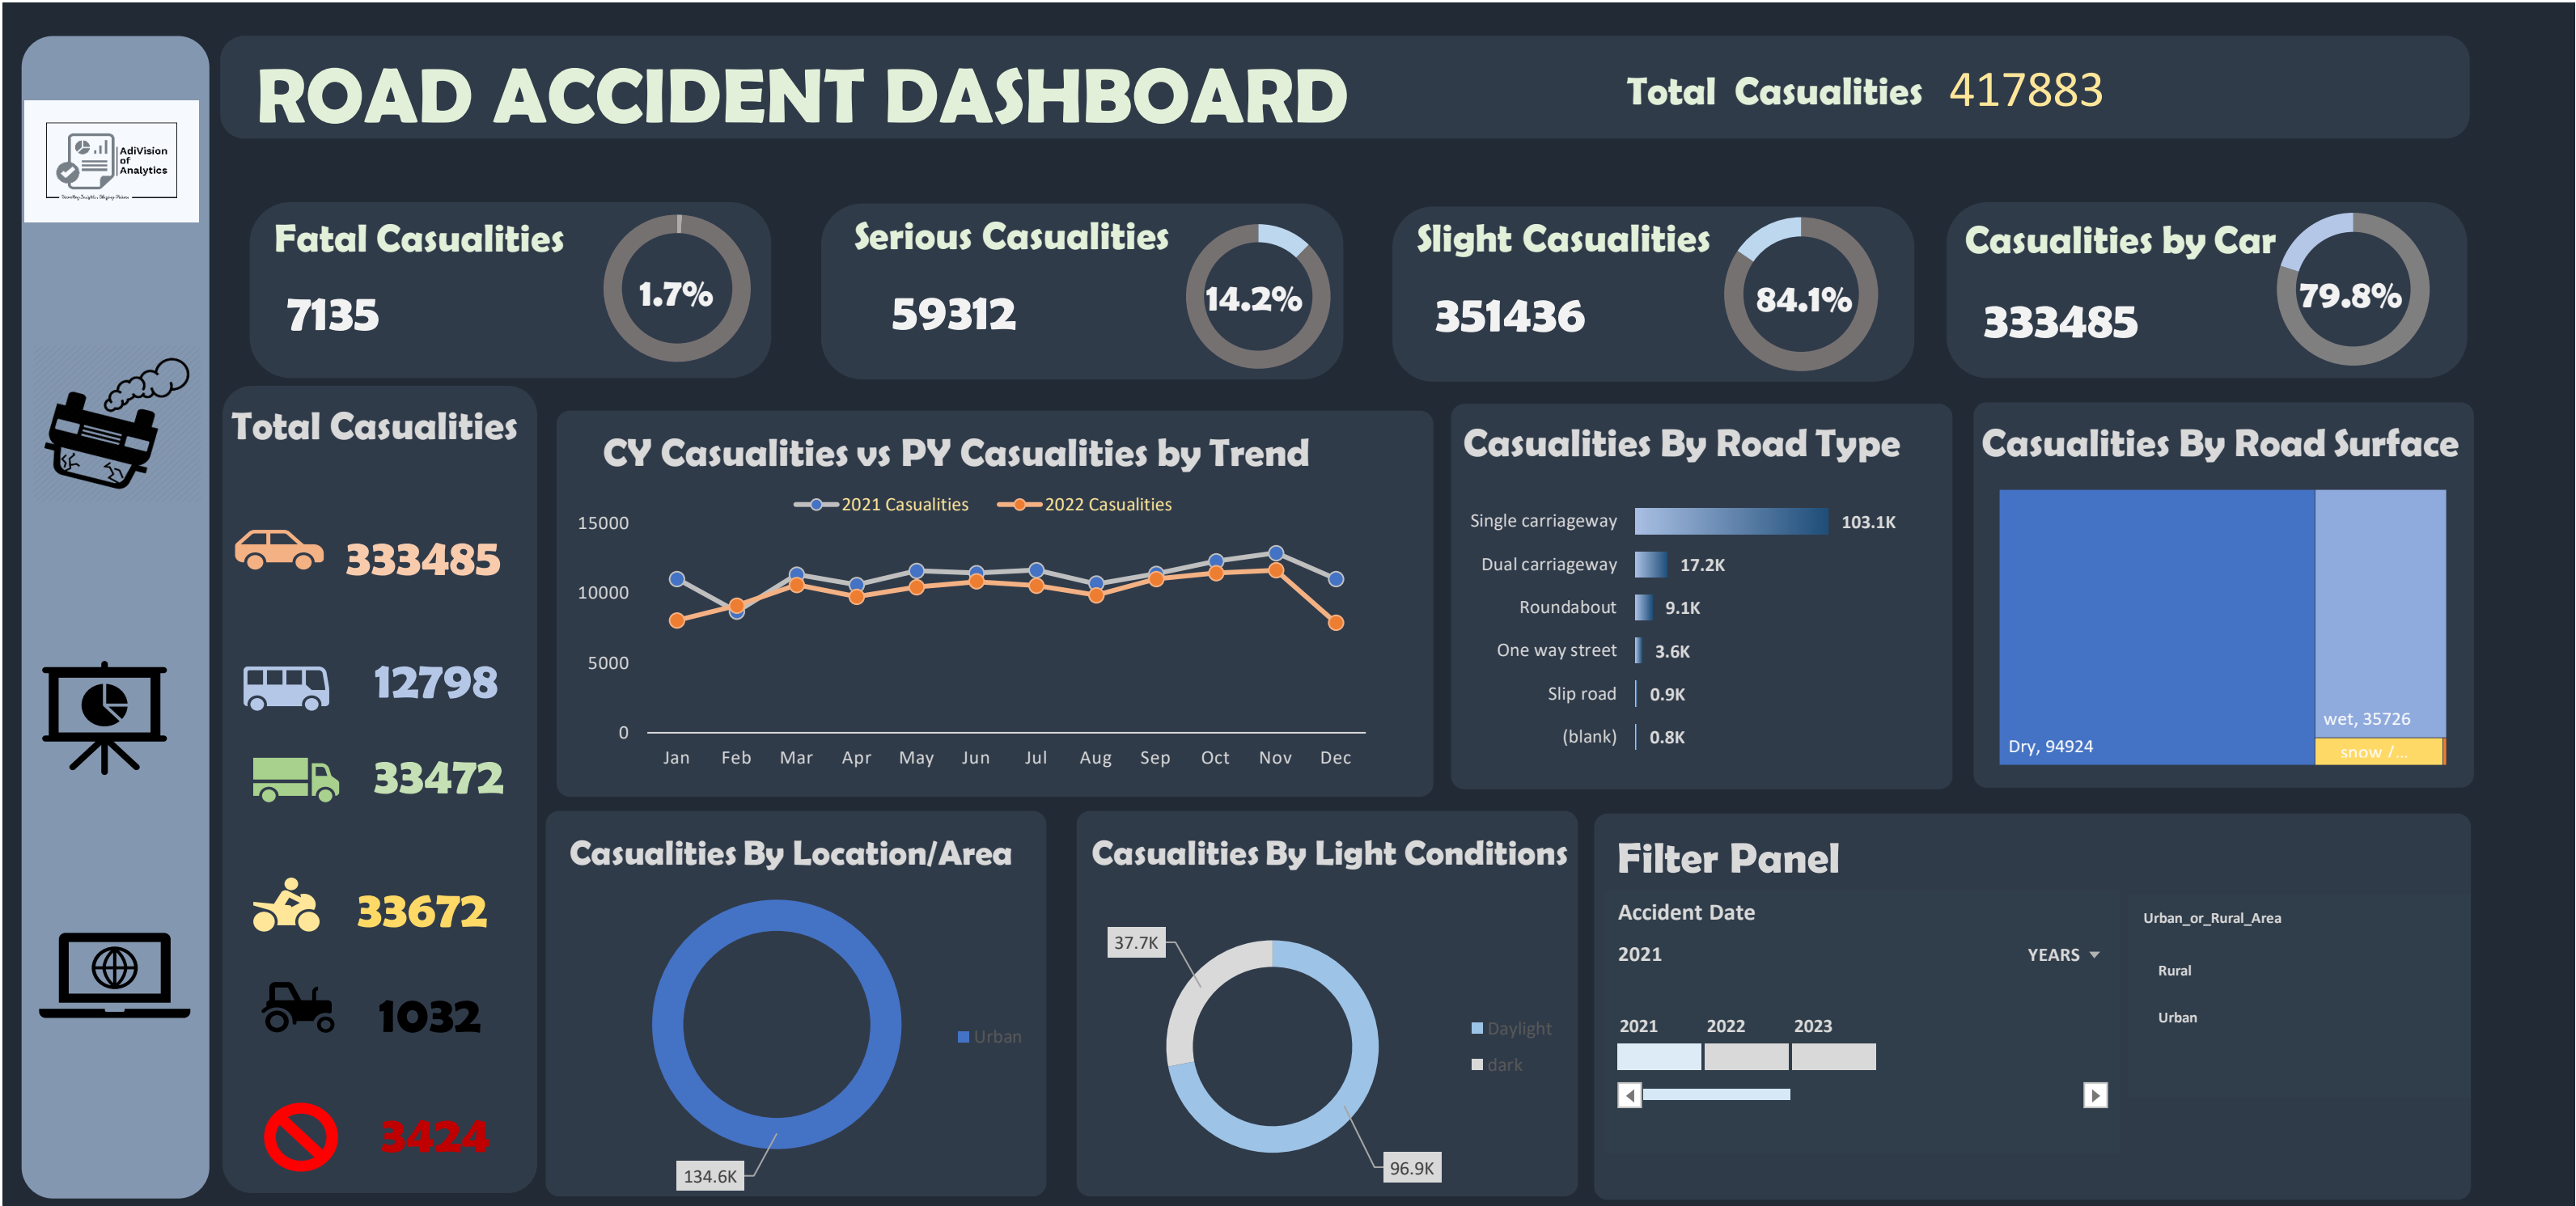 ROAD ACCIDENT DASHBOARD
Total Casualities 417883
AdiVision
of
Analytics
Fatal Casualities
7135
1.7%
Serious Casualities
59312
14.2%
Slight Casualities
351436
84.1%
Casualities by Car
333485
79.8%
Total Casualities
333485
12798
33472
33672
1032
3424
CY Casualities vs PY Casualities by Trend
2021 Casualities 2022 Casualities
15000
10000
5000
0
Jan Feb Mar Apr May Jun Jul Aug Sep Oct Nov Dec
Casualities By Road Type
Single carriageway 103.1K
Dual carriageway 17.2K
Roundabout 9.1K
One way street 3.6K
Slip road 0.9K
(blank) 0.8K
Casualities By Road Surface
Dry, 94924
wet, 35726
snow /...
Casualities By Location/Area
Urban
134.6K
Casualities By Light Conditions
37.7K
Daylight
dark
96.9K
Filter Panel
Accident Date
2021
YEARS
2021 2022 2023
Urban_or_Rural_Area
Rural
Urban